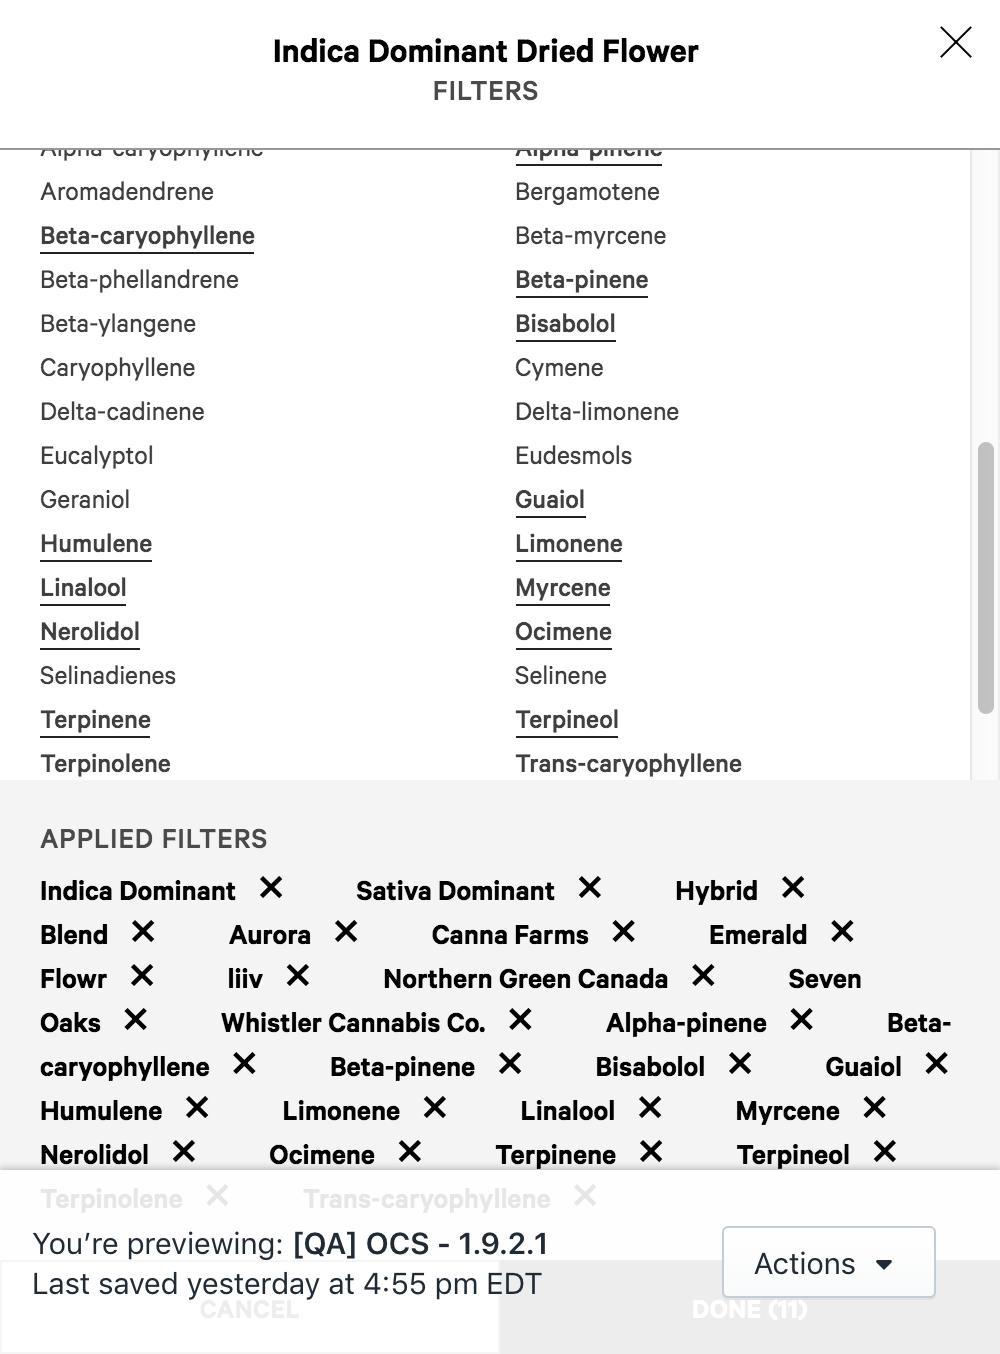 Indica Dominant Dried Flower
FILTERS
Alpha-caryophyllene Alpha-pinene
Aromadendrene Bergamotene
Beta-caryophyllene Beta-myrcene
Beta-phellandrene Beta-pinene
Beta-ylangene Bisabolol
Caryophyllene Cymene
Delta-cadinene Delta-limonene
Eucalyptol Eudesmols
Geraniol Guaiol
Humulene Limonene
Linalool Myrcene
Nerolidol Ocimene
Selinadienes Selinene
Terpinene Terpineol
Terpinolene Trans-caryophyllene
APPLIED FILTERS
Indica Dominant ✕ Sativa Dominant ✕ Hybrid ✕
Blend ✕ Aurora ✕ Canna Farms ✕ Emerald ✕
Flowr ✕ liiv ✕ Northern Green Canada ✕ Seven
Oaks ✕ Whistler Cannabis Co. ✕ Alpha-pinene ✕ Beta-
caryophyllene ✕ Beta-pinene ✕ Bisabolol ✕ Guaiol ✕
Humulene ✕ Limonene ✕ Linalool ✕ Myrcene ✕
Nerolidol ✕ Ocimene ✕ Terpinene ✕ Terpineol ✕
Terpinolene ✕ Trans-caryophyllene ✕
You're previewing: [QA] OCS - 1.9.2.1
Last saved yesterday at 4:55 pm EDT
Actions
CANCEL DONE (11)